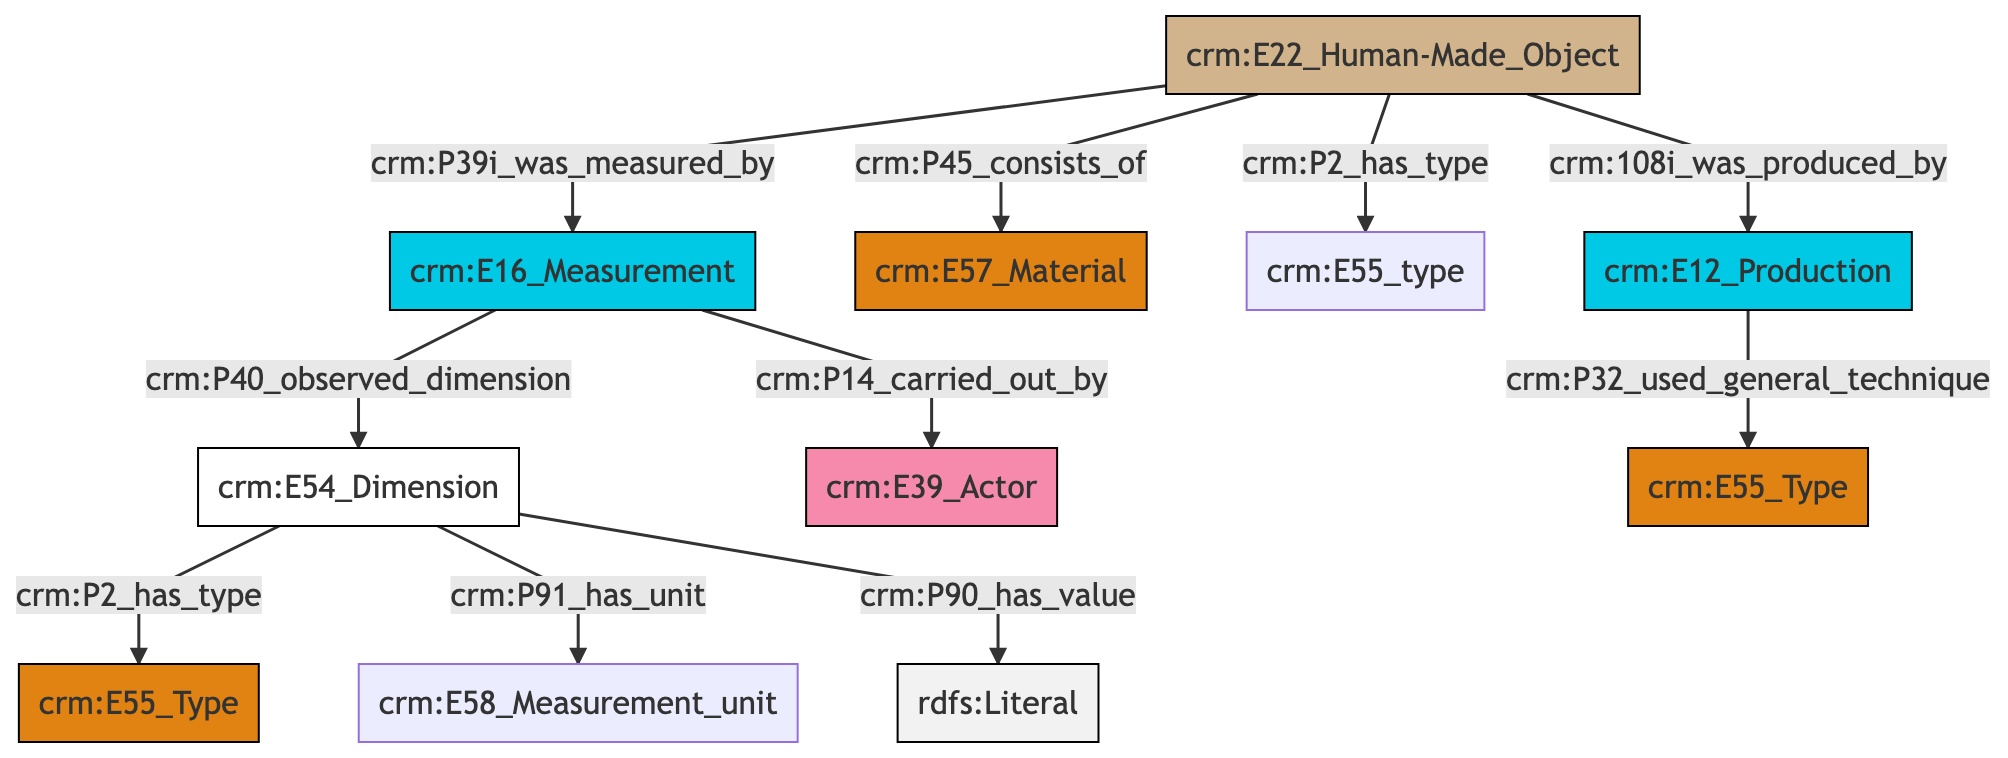 crm:E22_Human-Made_Object
crm:P39i_was_measured_by
crm:P45_consists_of
crm:P2_has_type
crm:108i_was_produced_by
crm:E16_Measurement
crm:E57_Material
crm:E55_type
crm:E12_Production
crm:P40_observed_dimension
crm:P14_carried_out_by
crm:P32_used_general_technique
crm:E54_Dimension
crm:E39_Actor
crm:E55_Type
crm:P2_has_type
crm:P91_has_unit
crm:P90_has_value
crm:E55_Type
crm:E58_Measurement_unit
rdfs:Literal